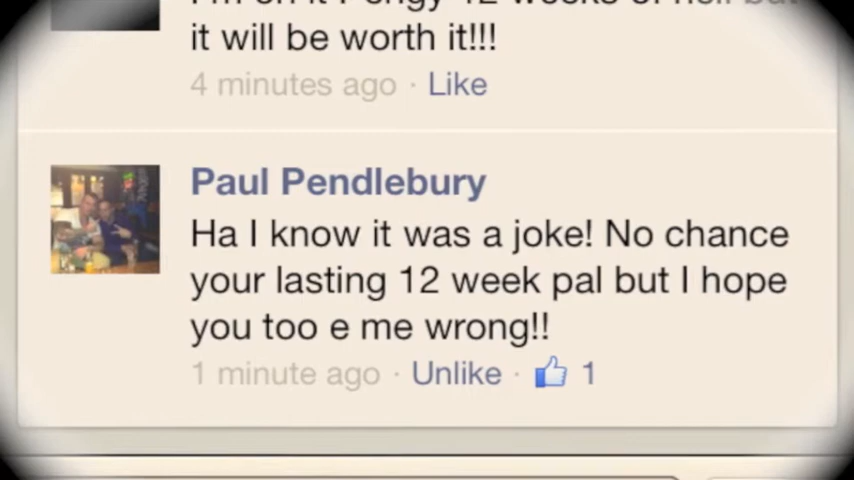 it will be worth it!!!
4 minutes ago · Like
Paul Pendlebury
Ha I know it was a joke! No chance
your lasting 12 week pal but I hope
you too e me wrong!!
1 minute ago · Unlike · 1